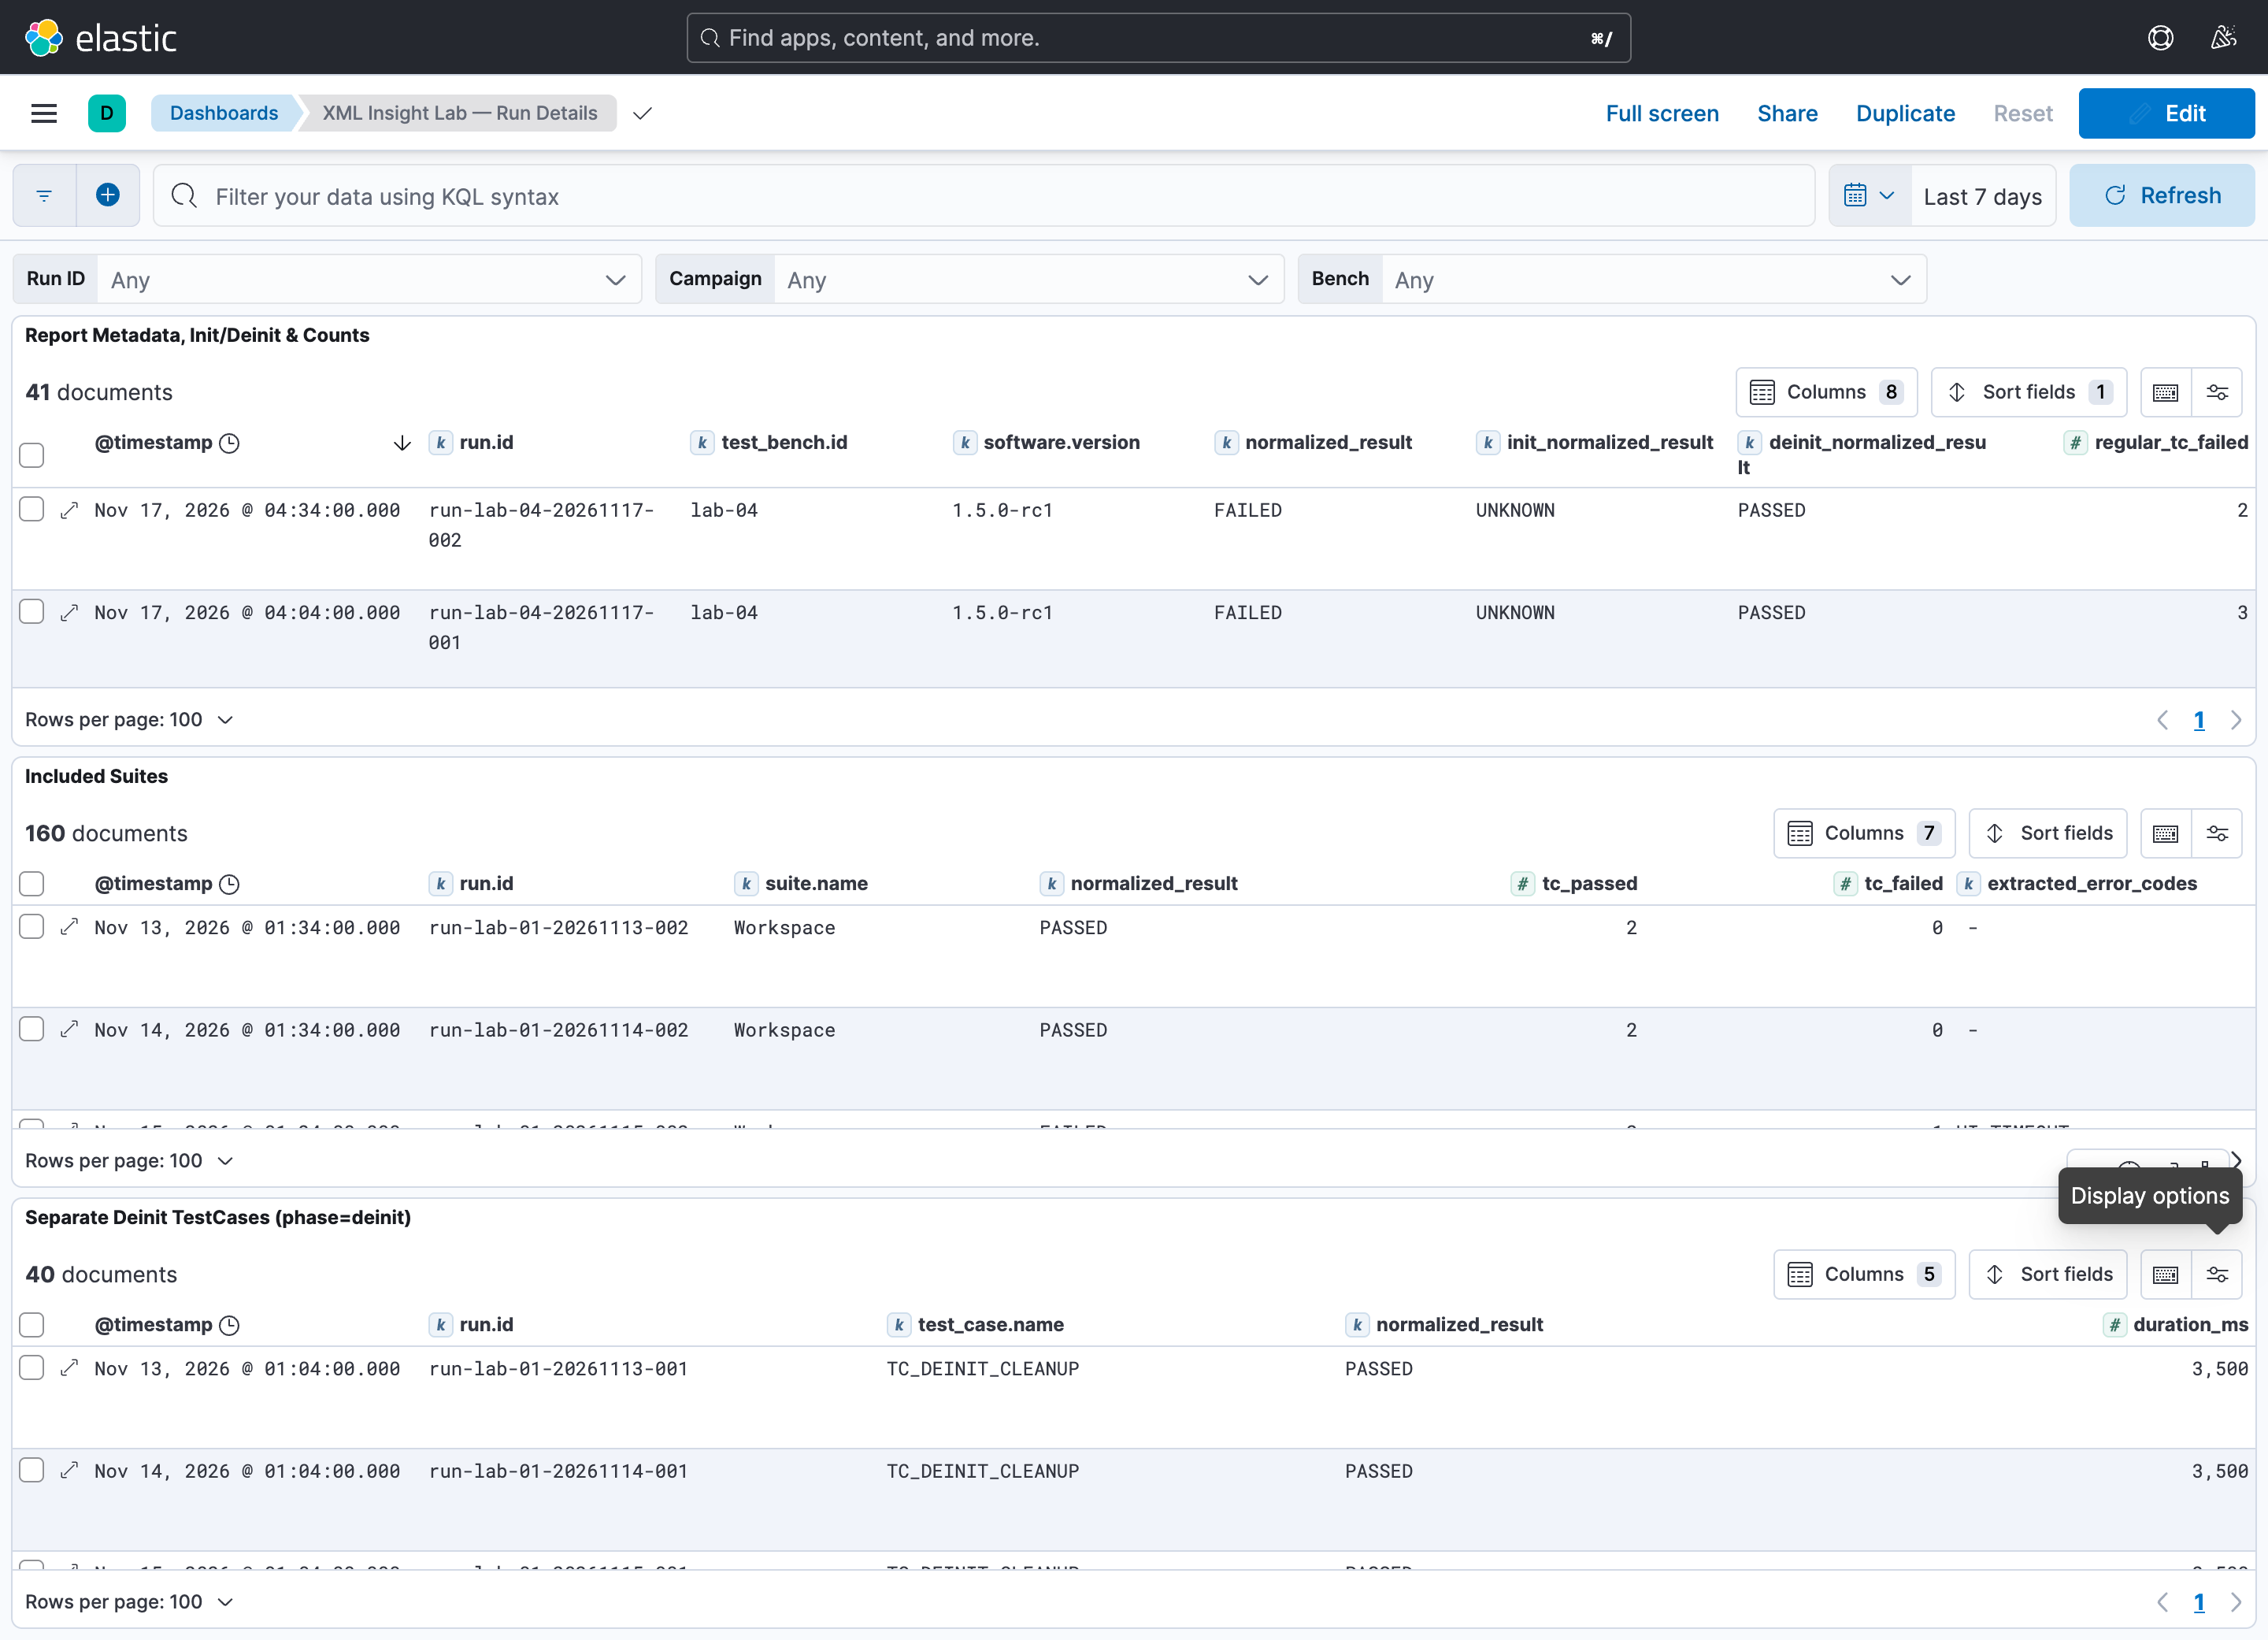 elastic
Find apps, content, and more.
⌘/
D
Dashboards
XML Insight Lab — Run Details
Full screen
Share
Duplicate
Reset
Edit
Filter your data using KQL syntax
Last 7 days
Refresh
Run ID
Any
Campaign
Any
Bench
Any
Report Metadata, Init/Deinit & Counts
41 documents
Columns 8
Sort fields 1
@timestamp
k run.id
k test_bench.id
k software.version
k normalized_result
k init_normalized_result
k deinit_normalized_resu
lt
# regular_tc_failed
Nov 17, 2026 @ 04:34:00.000
run-lab-04-20261117-
002
lab-04
1.5.0-rc1
FAILED
UNKNOWN
PASSED
2
Nov 17, 2026 @ 04:04:00.000
run-lab-04-20261117-
001
lab-04
1.5.0-rc1
FAILED
UNKNOWN
PASSED
3
Rows per page: 100
1
Included Suites
160 documents
Columns 7
Sort fields
@timestamp
k run.id
k suite.name
k normalized_result
# tc_passed
# tc_failed
k extracted_error_codes
Nov 13, 2026 @ 01:34:00.000
run-lab-01-20261113-002
Workspace
PASSED
2
0
-
Nov 14, 2026 @ 01:34:00.000
run-lab-01-20261114-002
Workspace
PASSED
2
0
-
Rows per page: 100
Display options
Separate Deinit TestCases (phase=deinit)
40 documents
Columns 5
Sort fields
@timestamp
k run.id
k test_case.name
k normalized_result
# duration_ms
Nov 13, 2026 @ 01:04:00.000
run-lab-01-20261113-001
TC_DEINIT_CLEANUP
PASSED
3,500
Nov 14, 2026 @ 01:04:00.000
run-lab-01-20261114-001
TC_DEINIT_CLEANUP
PASSED
3,500
Rows per page: 100
1